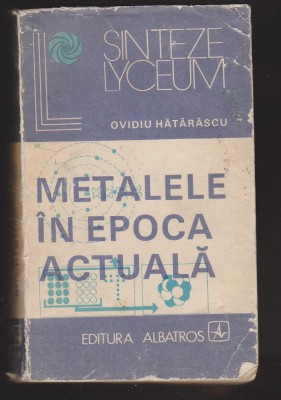 SINTEZE
LYCEUM
OVIDIU HĂTĂRĂSCU
METALELE
ÎN EPOCA
ACTUALĂ
EDITURA ALBATROS